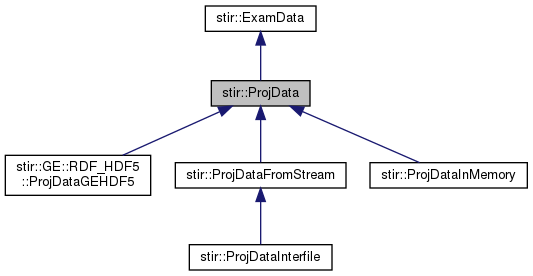 stir::ExamData
stir::ProjData
stir::GE::RDF_HDF5
::ProjDataGEHDF5
stir::ProjDataFromStream
stir::ProjDataInMemory
stir::ProjDataInterfile